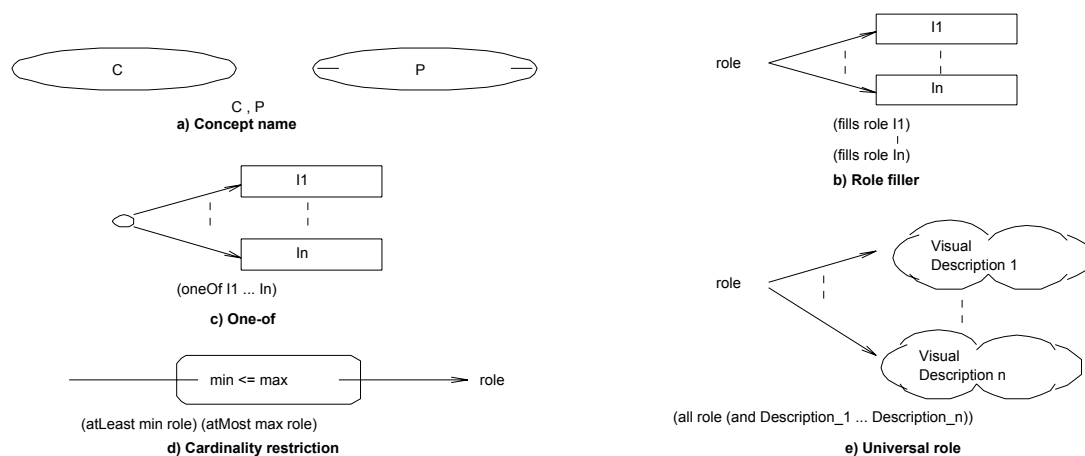 C
P
C , P
a) Concept name
I1
role
In
(fills role I1)
(fills role In)
b) Role filler
I1
In
(oneOf I1 ... In)
c) One-of
min <= max
role
(atLeast min role) (atMost max role)
d) Cardinality restriction
Visual
Description 1
role
Visual
Description n
(all role (and Description_1 ... Description_n))
e) Universal role